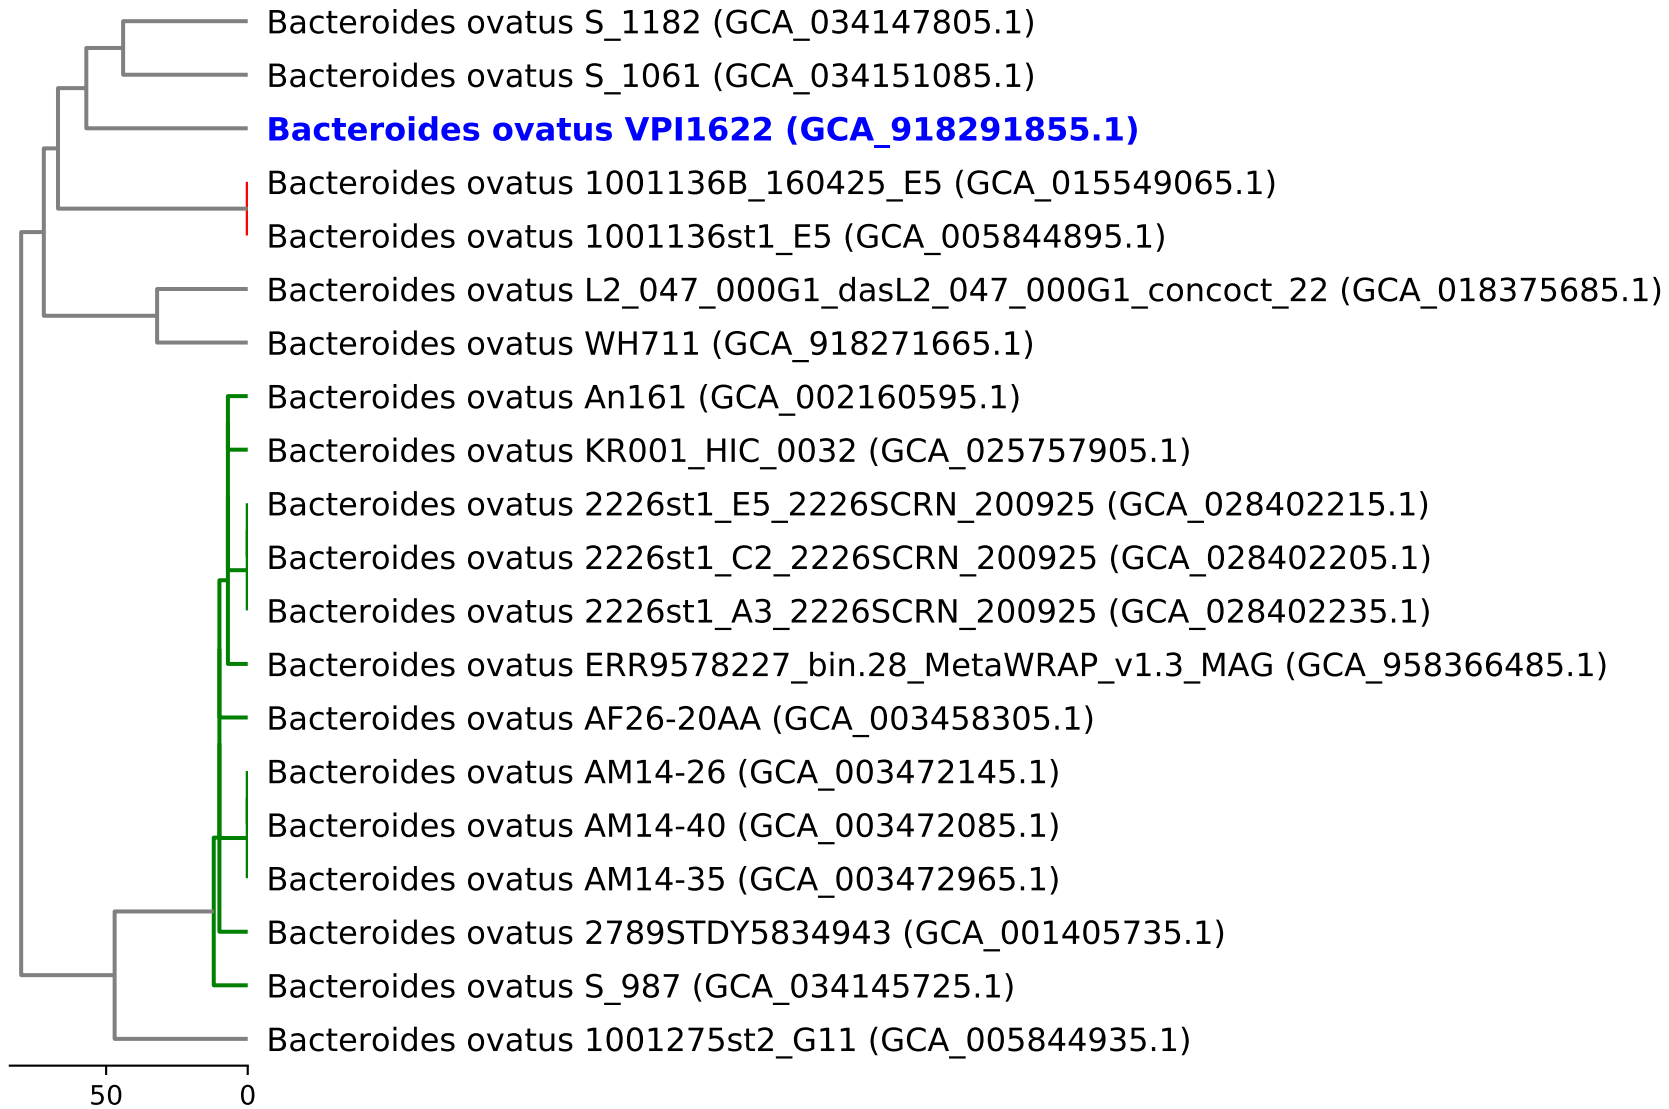 Bacteroides ovatus S_1182 (GCA_034147805.1)
Bacteroides ovatus S_1061 (GCA_034151085.1)
Bacteroides ovatus VPI1622 (GCA_918291855.1)
Bacteroides ovatus 1001136B_160425_E5 (GCA_015549065.1)
Bacteroides ovatus 1001136st1_E5 (GCA_005844895.1)
Bacteroides ovatus L2_047_000G1_dasL2_047_000G1_concoct_22 (GCA_018375685.1)
Bacteroides ovatus WH711 (GCA_918271665.1)
Bacteroides ovatus An161 (GCA_002160595.1)
Bacteroides ovatus KR001_HIC_0032 (GCA_025757905.1)
Bacteroides ovatus 2226st1_E5_2226SCRN_200925 (GCA_028402215.1)
Bacteroides ovatus 2226st1_C2_2226SCRN_200925 (GCA_028402205.1)
Bacteroides ovatus 2226st1_A3_2226SCRN_200925 (GCA_028402235.1)
Bacteroides ovatus ERR9578227_bin.28_MetaWRAP_v1.3_MAG (GCA_958366485.1)
Bacteroides ovatus AF26-20AA (GCA_003458305.1)
Bacteroides ovatus AM14-26 (GCA_003472145.1)
Bacteroides ovatus AM14-40 (GCA_003472085.1)
Bacteroides ovatus AM14-35 (GCA_003472965.1)
Bacteroides ovatus 2789STDY5834943 (GCA_001405735.1)
Bacteroides ovatus S_987 (GCA_034145725.1)
Bacteroides ovatus 1001275st2_G11 (GCA_005844935.1)
50 0